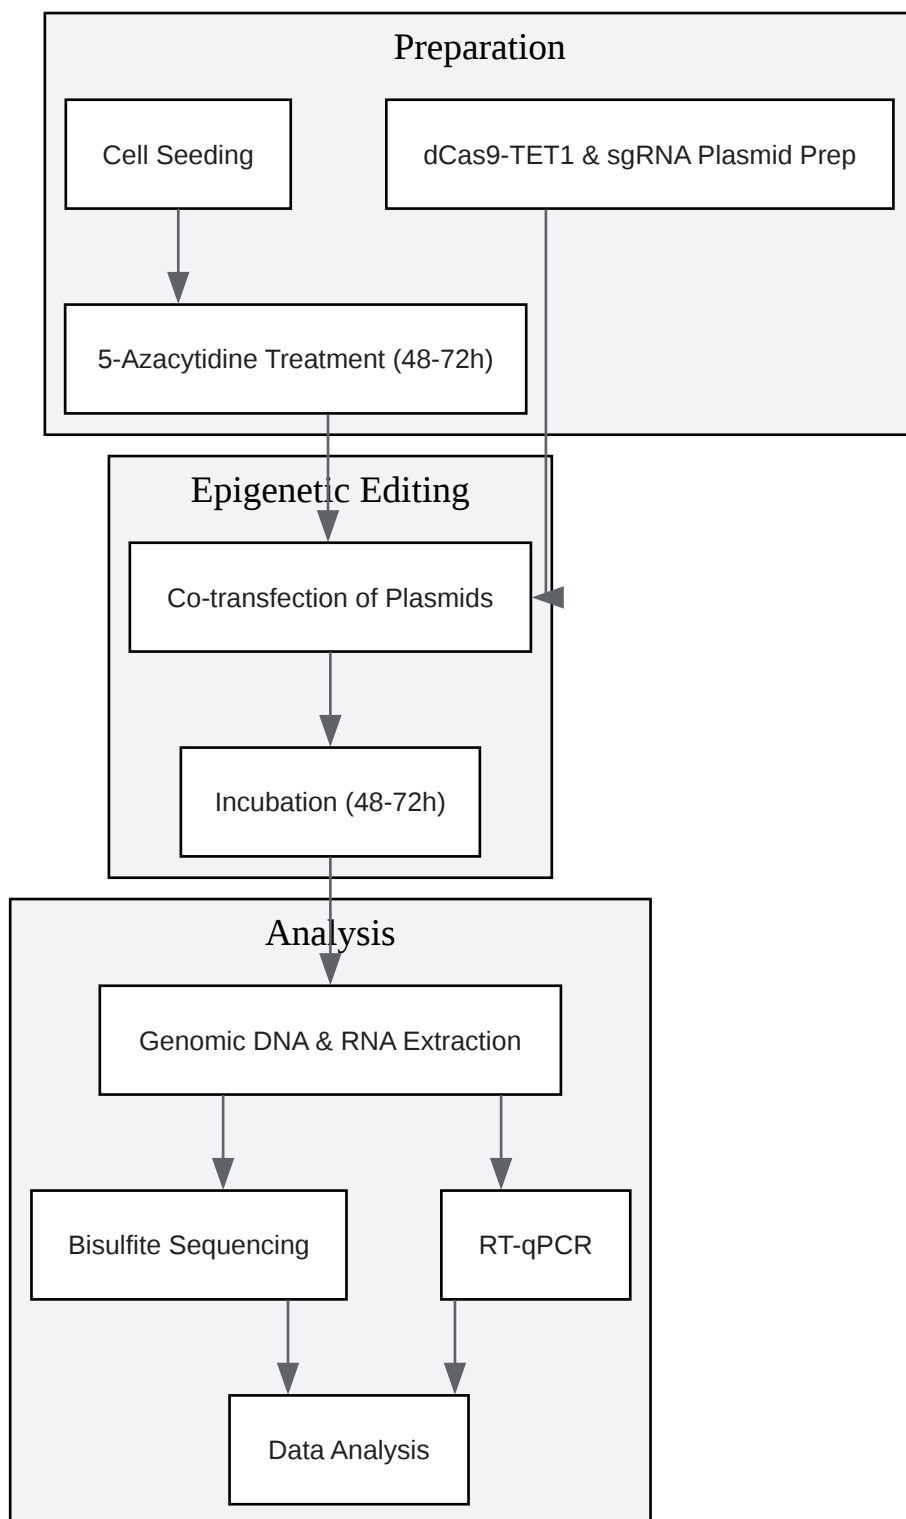 Preparation
Cell Seeding
dCas9-TET1 & sgRNA Plasmid Prep
5-Azacytidine Treatment (48-72h)
Epigenetic Editing
Co-transfection of Plasmids
Incubation (48-72h)
Analysis
Genomic DNA & RNA Extraction
Bisulfite Sequencing
RT-qPCR
Data Analysis